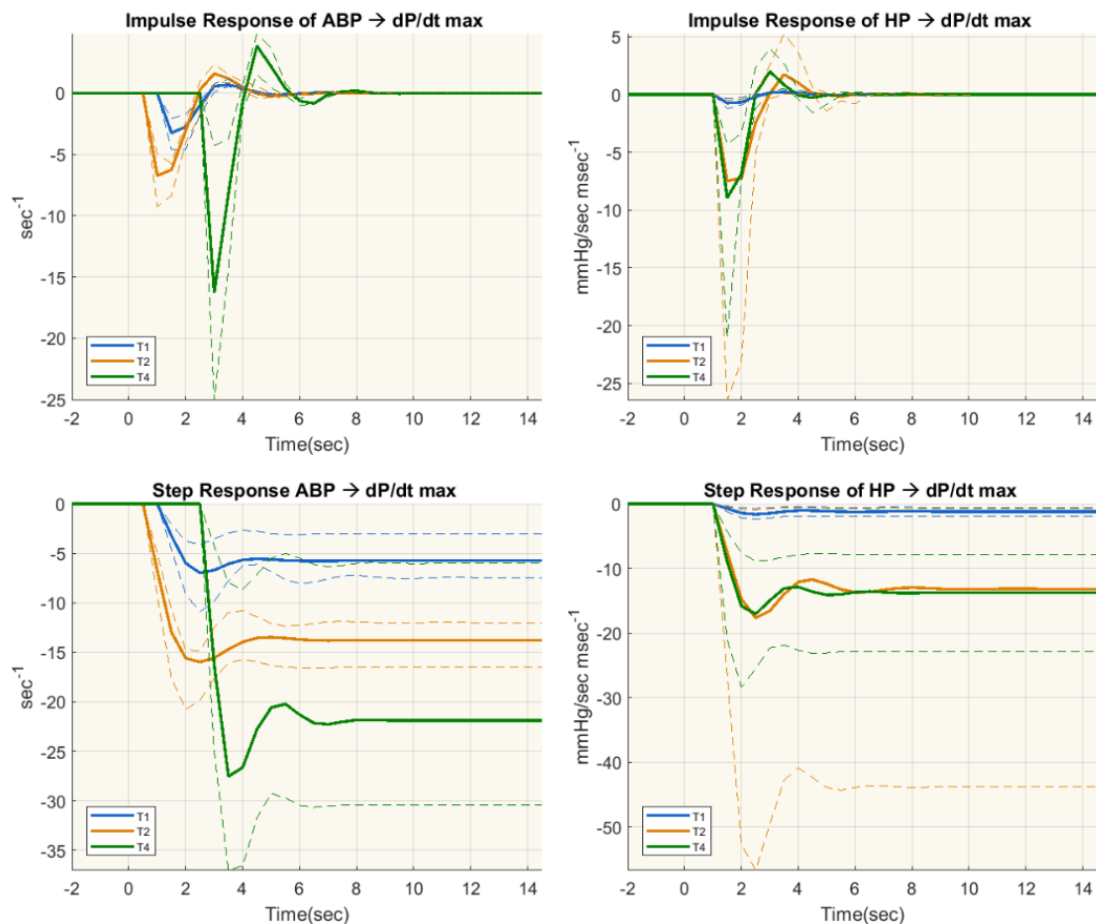 Impulse Response of ABP → dP/dt max
sec-1
0
-5
-10
-15
-20
-25
T1
T2
T4
-2 0 2 4 6 8 10 12 14
Time(sec)
Impulse Response of HP → dP/dt max
mmHg/sec msec-1
5
0
-5
-10
-15
-20
-25
T1
T2
T4
-2 0 2 4 6 8 10 12 14
Time(sec)
Step Response ABP → dP/dt max
sec-1
0
-5
-10
-15
-20
-25
-30
-35
T1
T2
T4
-2 0 2 4 6 8 10 12 14
Time(sec)
Step Response of HP → dP/dt max
mmHg/sec msec-1
0
-10
-20
-30
-40
-50
T1
T2
T4
-2 0 2 4 6 8 10 12 14
Time(sec)